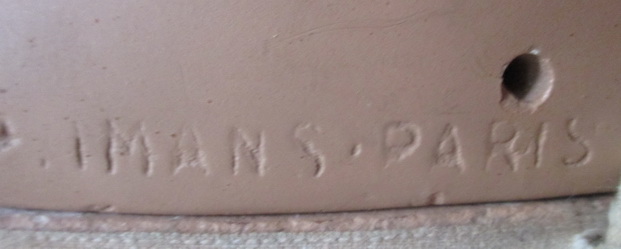 P. IMANS · PARIS